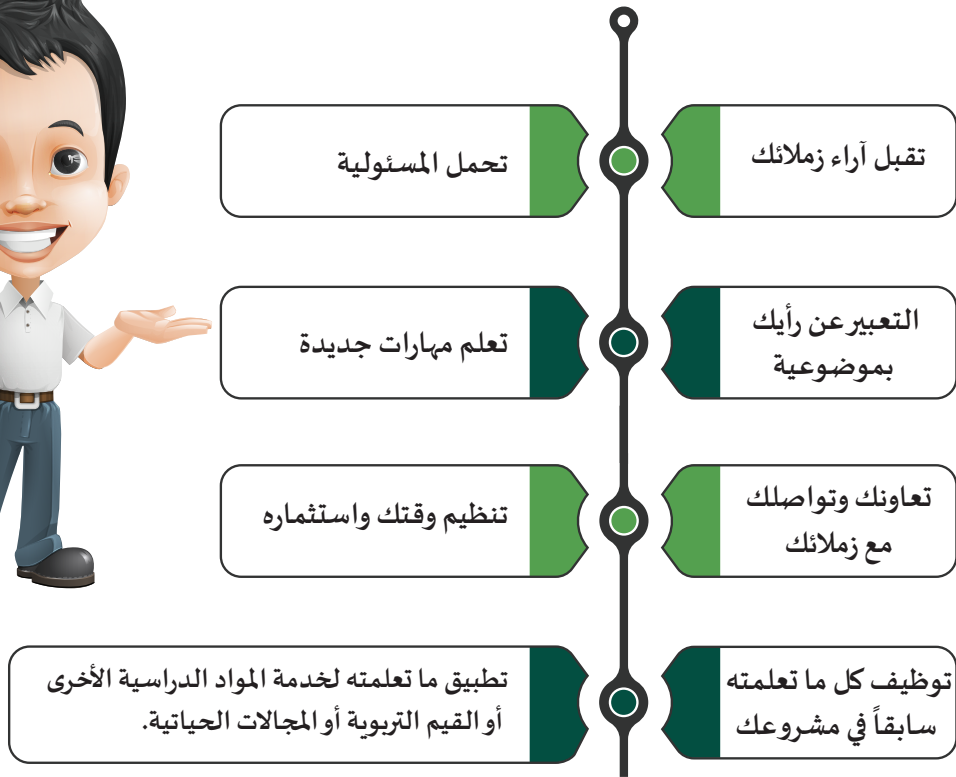 تقبل آراء زملائك
تحمل المسئولية
التعبير عن رأيك
بموضوعية
تعلم مهارات جديدة
تعاونك وتواصلك
مع زملائك
تنظيم وقتك واستثماره
توظيف كل ما تعلمته
سابقاً في مشروعك
تطبيق ما تعلمته لخدمة المواد الدراسية الأخرى
أو القيم التربوية أو المجالات الحياتية.